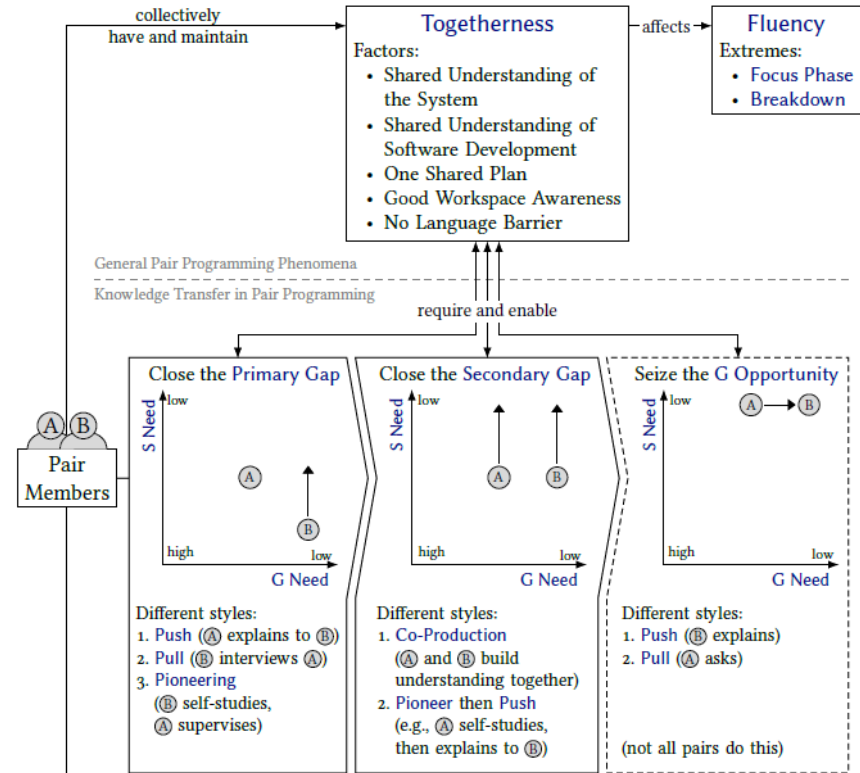 collectively
have and maintain
Togetherness
Factors:
• Shared Understanding of
the System
• Shared Understanding of
Software Development
• One Shared Plan
• Good Workspace Awareness
• No Language Barrier
affects
Fluency
Extremes:
• Focus Phase
• Breakdown
General Pair Programming Phenomena
Knowledge Transfer in Pair Programming
require and enable
A B
Pair
Members
Close the Primary Gap
S Need
low
A
B
high
low
G Need
Different styles:
1. Push (A explains to B)
2. Pull (B interviews A)
3. Pioneering
(B self-studies,
A supervises)
Close the Secondary Gap
S Need
low
A B
high
low
G Need
Different styles:
1. Co-Production
(A and B build
understanding together)
2. Pioneer then Push
(e.g., A self-studies,
then explains to B)
Seize the G Opportunity
S Need
low
A B
high
low
G Need
Different styles:
1. Push (B explains)
2. Pull (A asks)
(not all pairs do this)